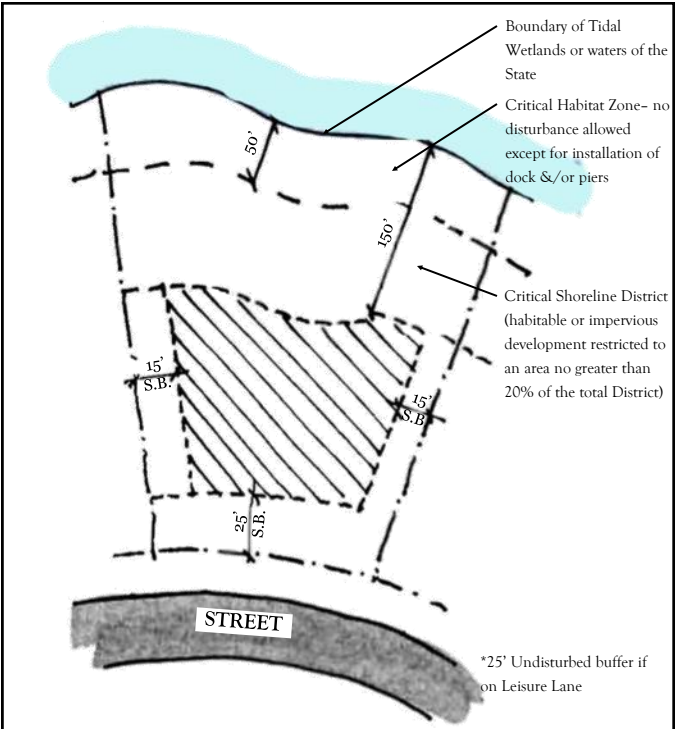 Boundary of Tidal
Wetlands or waters of the
State
Critical Habitat Zone– no
disturbance allowed
except for installation of
dock &/or piers
50'
150'
Critical Shoreline District
(habitable or impervious
development restricted to
an area no greater than
20% of the total District)
15'
S.B.
15'
S.B.
25'
S.B.
STREET
*25' Undisturbed buffer if
on Leisure Lane